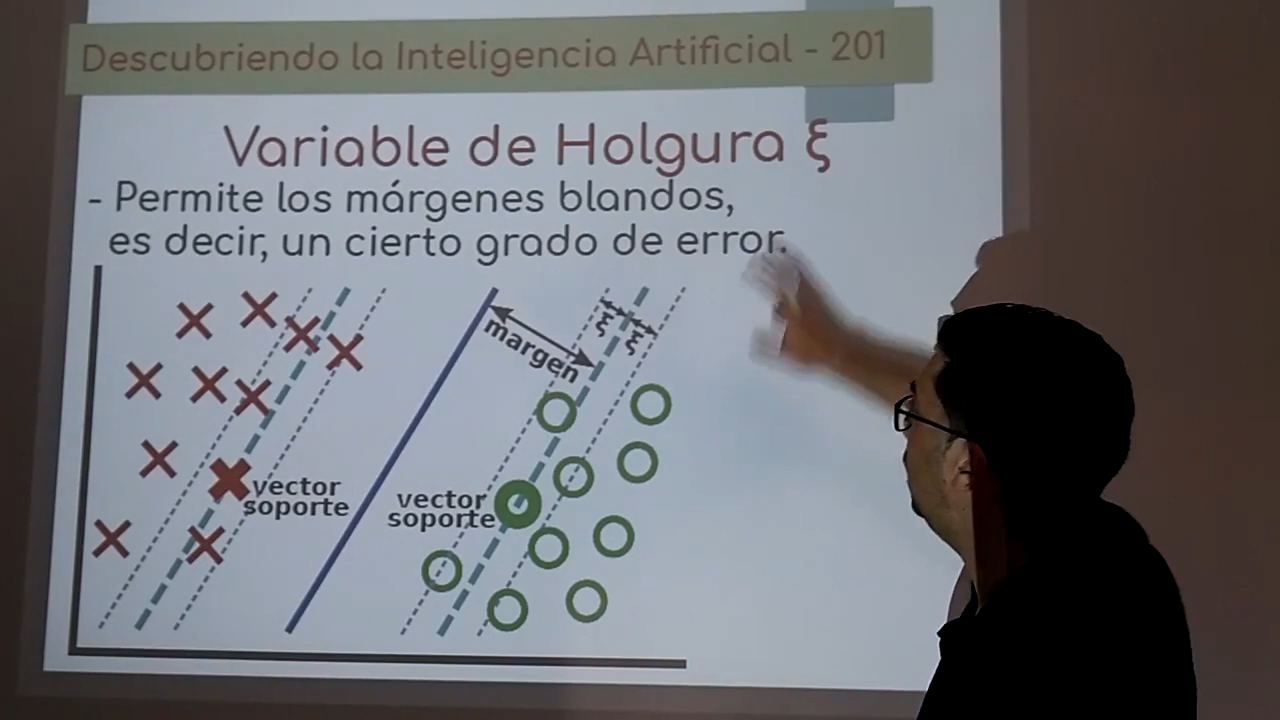 Descubriendo la Inteligencia Artificial - 201
Variable de Holgura ξ
- Permite los márgenes blandos,
es decir, un cierto grado de error.
margen
ξ
ξ
vector
soporte
vector
soporte